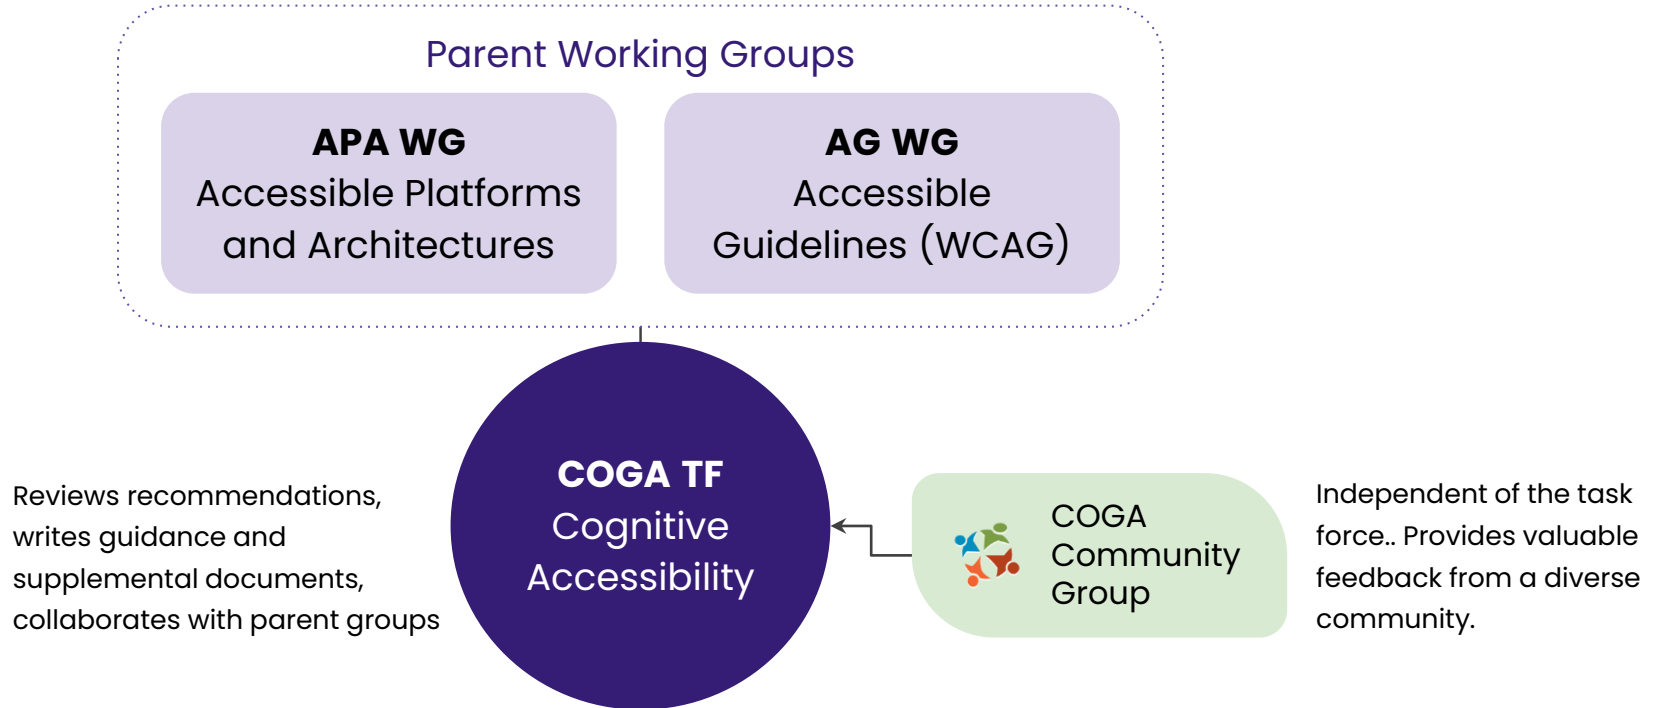 Parent Working Groups
APA WG
Accessible Platforms
and Architectures
AG WG
Accessible
Guidelines (WCAG)
COGA TF
Cognitive
Accessibility
Reviews recommendations,
writes guidance and
supplemental documents,
collaborates with parent groups
COGA
Community
Group
Independent of the task
force.. Provides valuable
feedback from a diverse
community.